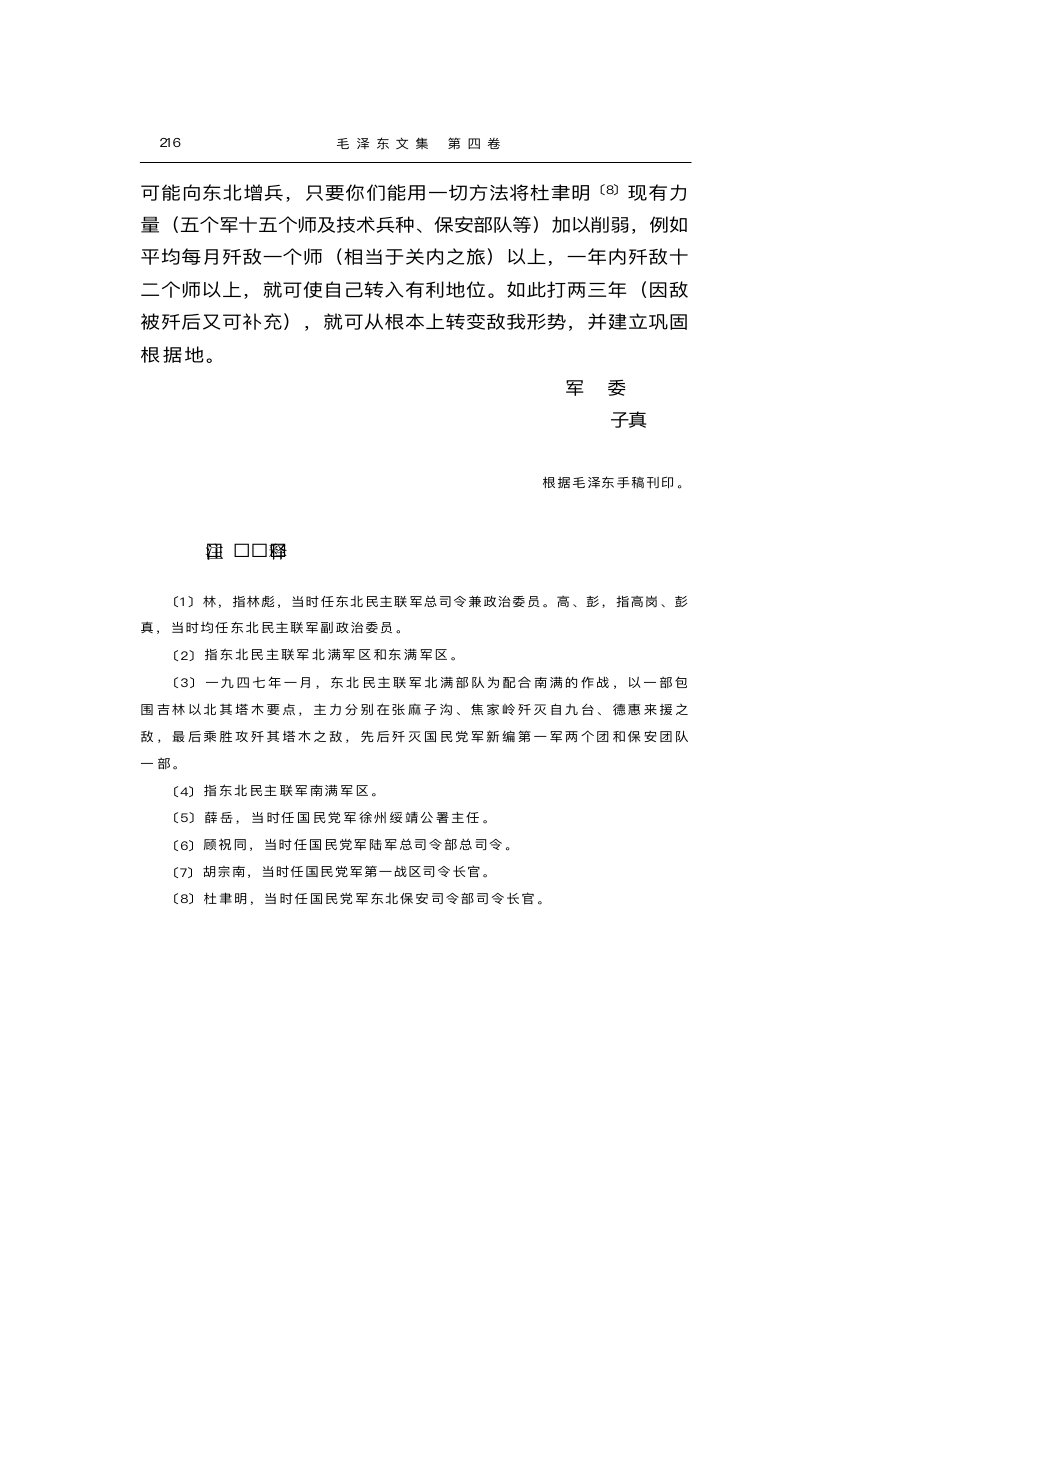 216 毛泽东文集 第四卷
可能向东北增兵，只要你们能用一切方法将杜聿明〔8〕现有力
量（五个军十五个师及技术兵种、保安部队等）加以削弱，例如
平均每月歼敌一个师（相当于关内之旅）以上，一年内歼敌十
二个师以上，就可使自己转入有利地位。如此打两三年（因敌
被歼后又可补充），就可从根本上转变敌我形势，并建立巩固
根据地。
军 委
子真
根据毛泽东手稿刊印。
注 □□释
〔1〕林，指林彪，当时任东北民主联军总司令兼政治委员。高、彭，指高岗、彭
真，当时均任东北民主联军副政治委员。
〔2〕指东北民主联军北满军区和东满军区。
〔3〕一九四七年一月，东北民主联军北满部队为配合南满的作战，以一部包
围吉林以北其塔木要点，主力分别在张麻子沟、焦家岭歼灭自九台、德惠来援之
敌，最后乘胜攻歼其塔木之敌，先后歼灭国民党军新编第一军两个团和保安团队
一部。
〔4〕指东北民主联军南满军区。
〔5〕薛岳，当时任国民党军徐州绥靖公署主任。
〔6〕顾祝同，当时任国民党军陆军总司令部总司令。
〔7〕胡宗南，当时任国民党军第一战区司令长官。
〔8〕杜聿明，当时任国民党军东北保安司令部司令长官。